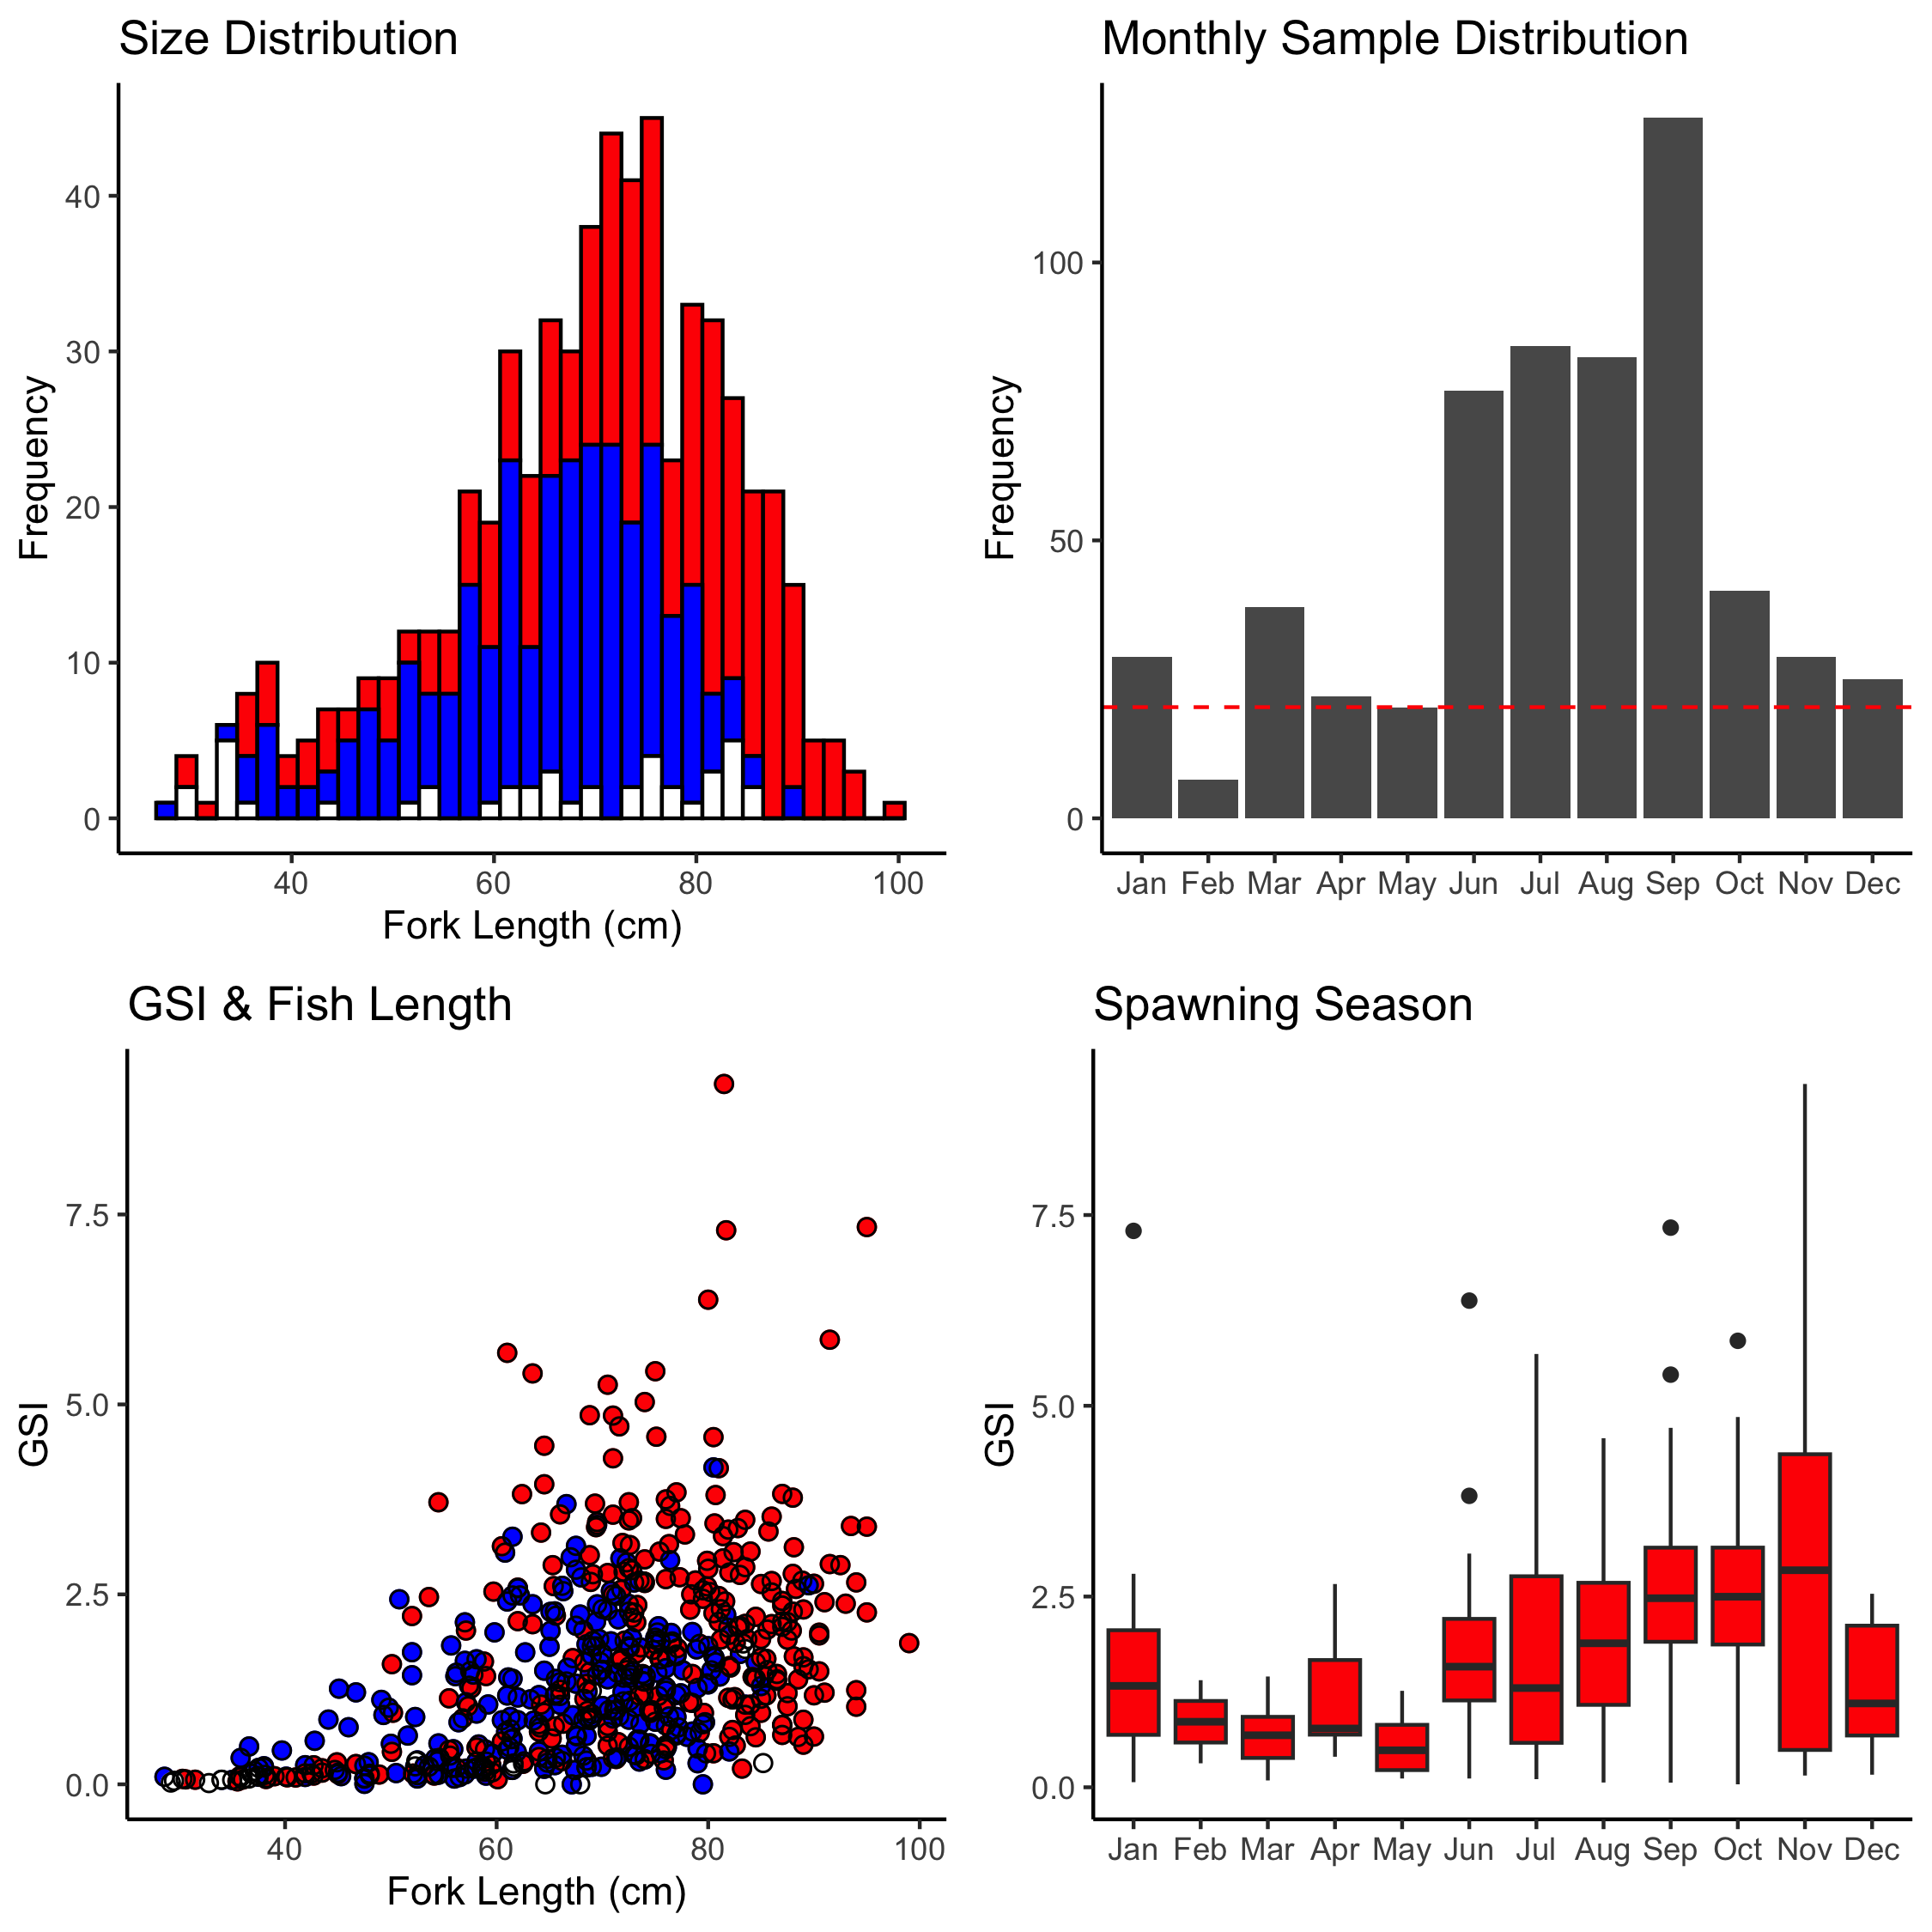 Size Distribution
Frequency
40
30
20
10
0
40 60 80 100
Fork Length (cm)
Monthly Sample Distribution
Frequency
100
50
0
Jan Feb Mar Apr May Jun Jul Aug Sep Oct Nov Dec
GSI & Fish Length
GSI
7.5
5.0
2.5
0.0
40 60 80 100
Fork Length (cm)
Spawning Season
GSI
7.5
5.0
2.5
0.0
Jan Feb Mar Apr May Jun Jul Aug Sep Oct Nov Dec